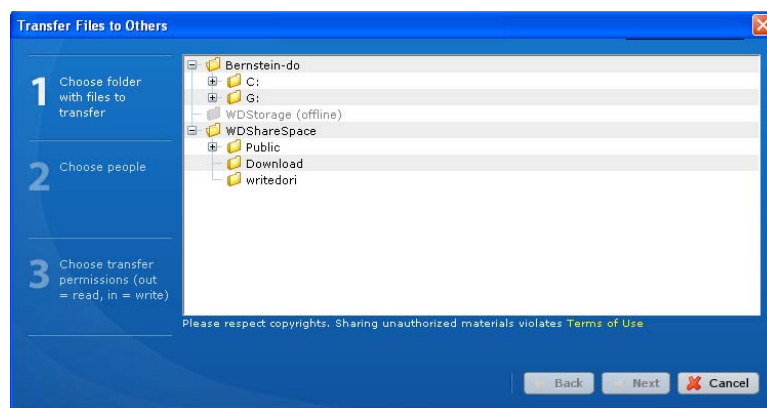 Transfer Files to Others
1 Choose folder
with files to
transfer
2 Choose people
3 Choose transfer
permissions (out
= read, in = write)
Bernstein-do
C:
G:
WDStorage (offline)
WDShareSpace
Public
Download
writedori
Please respect copyrights. Sharing unauthorized materials violates Terms of Use
Back Next Cancel